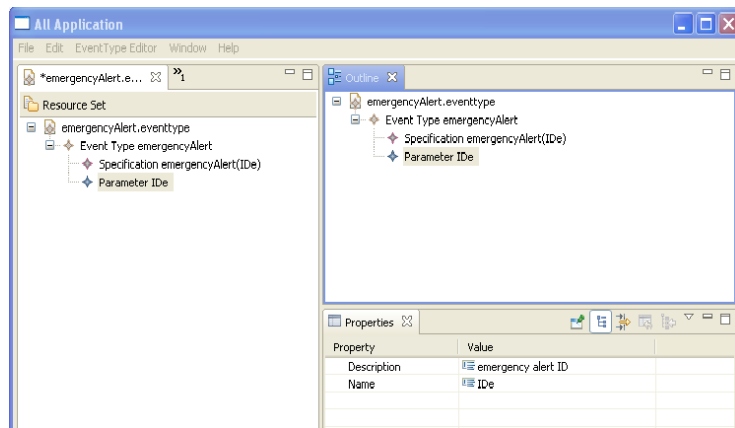 All Application
File Edit EventType Editor Window Help
*emergencyAlert.e... »1
Resource Set
emergencyAlert.eventtype
Event Type emergencyAlert
Specification emergencyAlert(IDe)
Parameter IDe
Outline
emergencyAlert.eventtype
Event Type emergencyAlert
Specification emergencyAlert(IDe)
Parameter IDe
Properties
Property Value
Description emergency alert ID
Name IDe